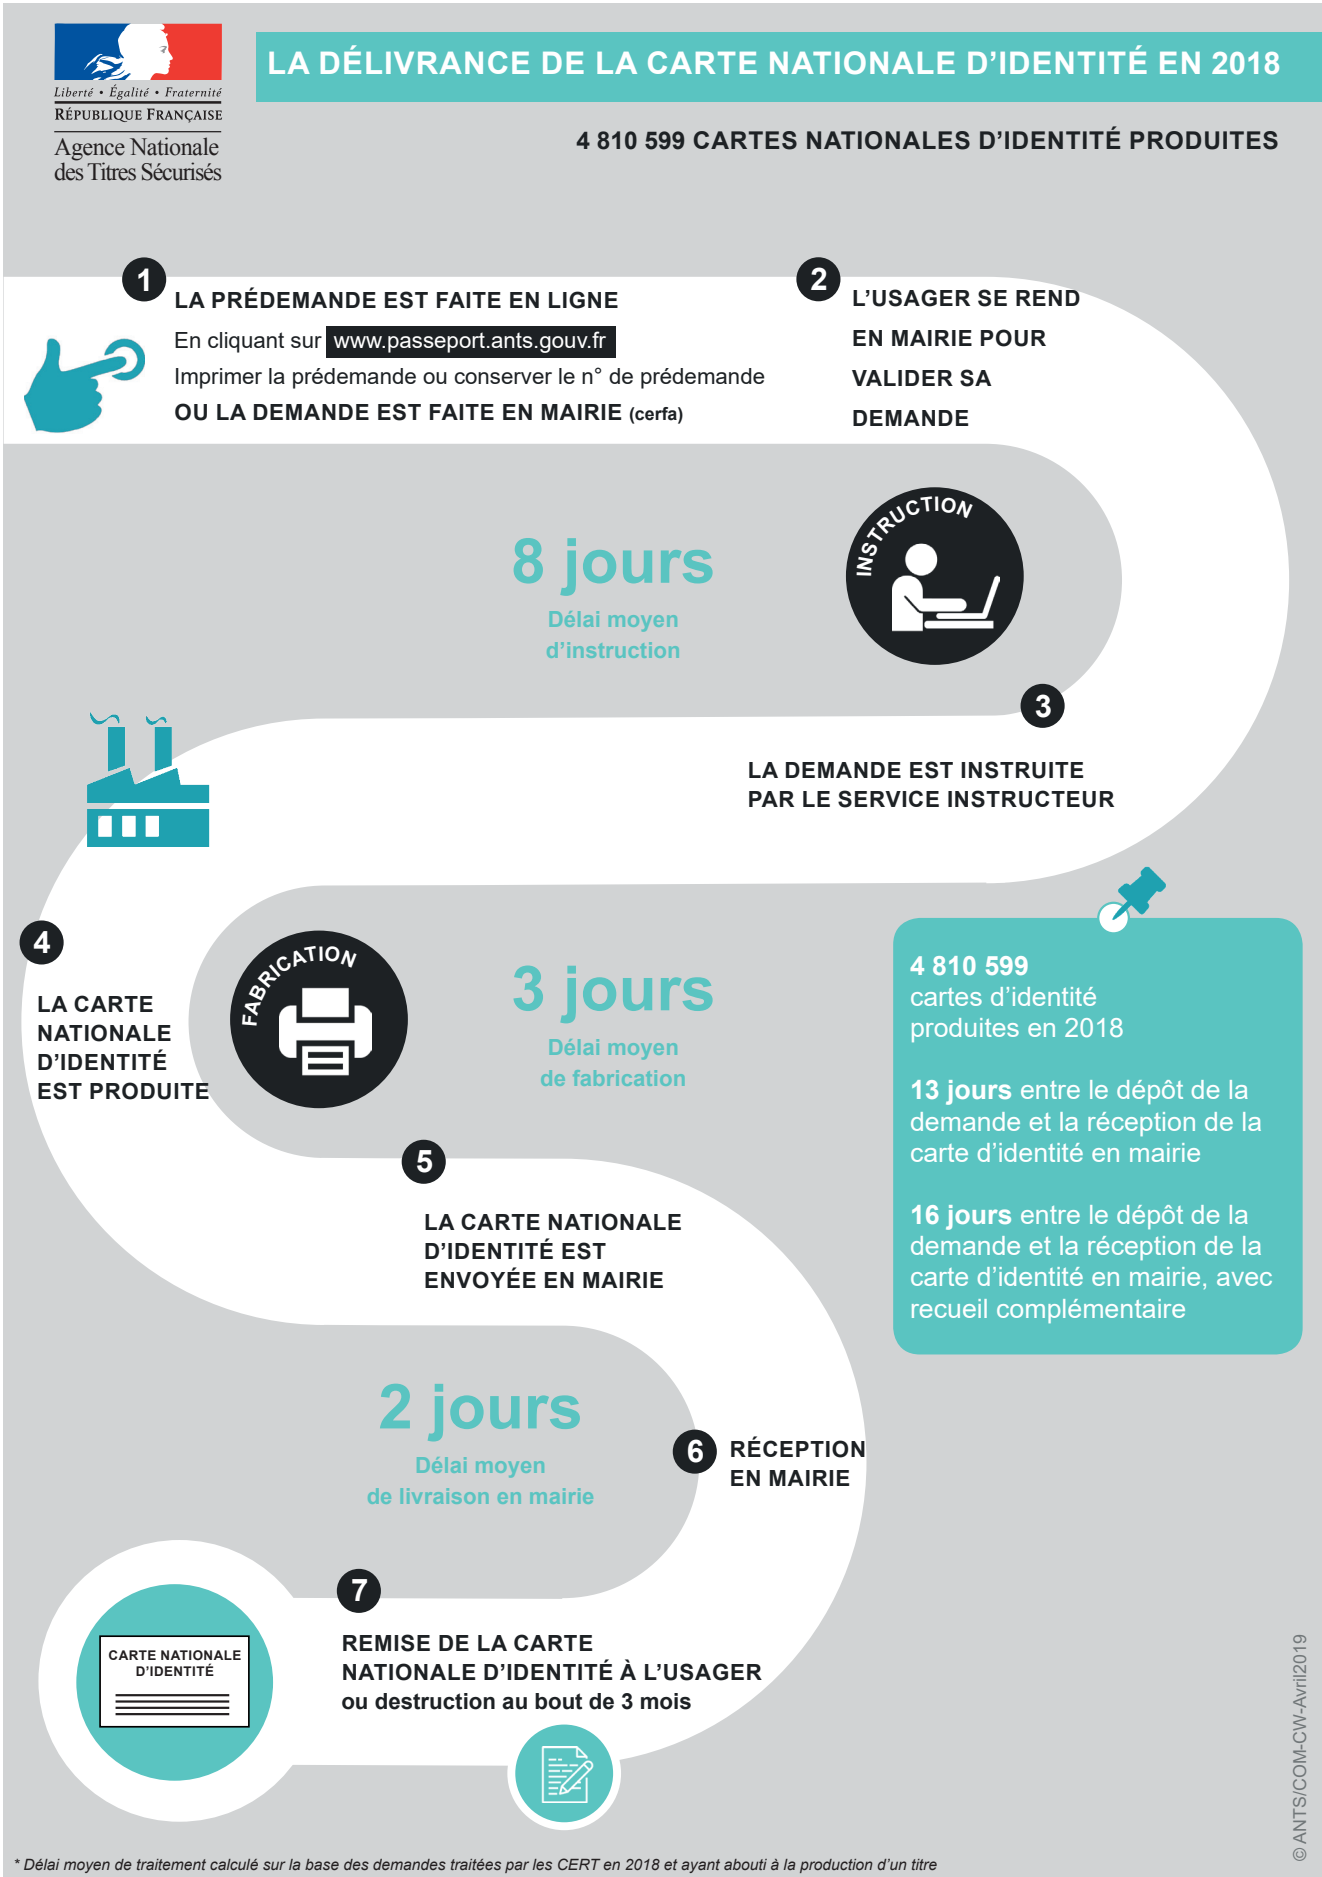 Liberté • Égalité • Fraternité
RÉPUBLIQUE FRANÇAISE
Agence Nationale
des Titres Sécurisés
LA DÉLIVRANCE DE LA CARTE NATIONALE D’IDENTITÉ EN 2018
4 810 599 CARTES NATIONALES D’IDENTITÉ PRODUITES
1
LA PRÉDEMANDE EST FAITE EN LIGNE
En cliquant sur www.passeport.ants.gouv.fr
Imprimer la prédemande ou conserver le n° de prédemande
OU LA DEMANDE EST FAITE EN MAIRIE (cerfa)
2
L’USAGER SE REND
EN MAIRIE POUR
VALIDER SA
DEMANDE
8 jours
Délai moyen
d’instruction
INSTRUCTION
3
LA DEMANDE EST INSTRUITE
PAR LE SERVICE INSTRUCTEUR
4
LA CARTE
NATIONALE
D’IDENTITÉ
EST PRODUITE
FABRICATION
3 jours
Délai moyen
de fabrication
4 810 599
cartes d’identité
produites en 2018
13 jours entre le dépôt de la
demande et la réception de la
carte d’identité en mairie
16 jours entre le dépôt de la
demande et la réception de la
carte d’identité en mairie, avec
recueil complémentaire
5
LA CARTE NATIONALE
D’IDENTITÉ EST
ENVOYÉE EN MAIRIE
2 jours
Délai moyen
de livraison en mairie
6
RÉCEPTION
EN MAIRIE
7
REMISE DE LA CARTE
NATIONALE D’IDENTITÉ À L’USAGER
ou destruction au bout de 3 mois
CARTE NATIONALE
D’IDENTITÉ
© ANTS/COM-CW-Avril2019
* Délai moyen de traitement calculé sur la base des demandes traitées par les CERT en 2018 et ayant abouti à la production d’un titre